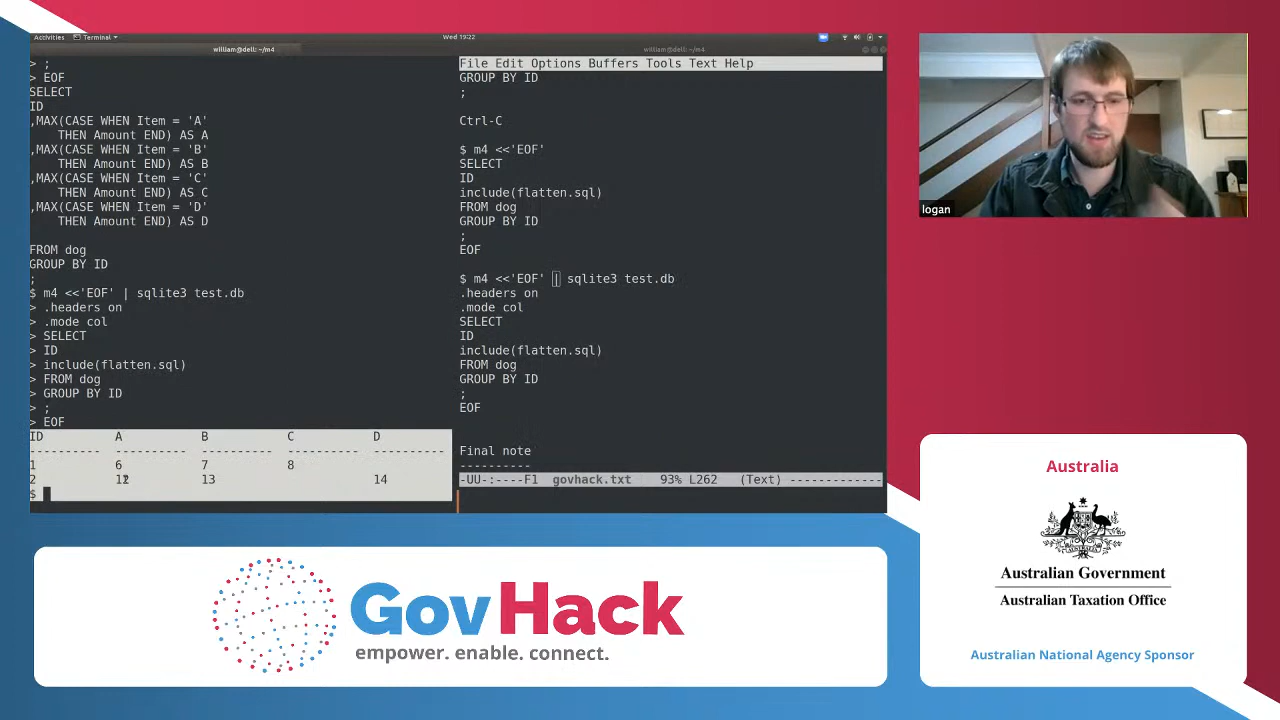 Activities
Terminal
Wed 19:22
william@dell: ~/m4
william@dell: ~/m4
> ;
> EOF
SELECT
ID
,MAX(CASE WHEN Item = 'A'
THEN Amount END) AS A
,MAX(CASE WHEN Item = 'B'
THEN Amount END) AS B
,MAX(CASE WHEN Item = 'C'
THEN Amount END) AS C
,MAX(CASE WHEN Item = 'D'
THEN Amount END) AS D
FROM dog
GROUP BY ID
;
$ m4 <<'EOF' | sqlite3 test.db
> .headers on
> .mode col
> SELECT
> ID
> include(flatten.sql)
> FROM dog
> GROUP BY ID
> ;
> EOF
ID A B C D
---------- ---------- ---------- ---------- ----------
1 6 7 8
2 12 13 14
$
File Edit Options Buffers Tools Text Help
GROUP BY ID
;
Ctrl-C
$ m4 <<'EOF'
SELECT
ID
include(flatten.sql)
FROM dog
GROUP BY ID
;
EOF
$ m4 <<'EOF' | sqlite3 test.db
.headers on
.mode col
SELECT
ID
include(flatten.sql)
FROM dog
GROUP BY ID
;
EOF
Final note
----------
-UU-:----F1 govhack.txt 93% L262 (Text) -------------
logan
GovHack
empower. enable. connect.
Australia
Australian Government
Australian Taxation Office
Australian National Agency Sponsor